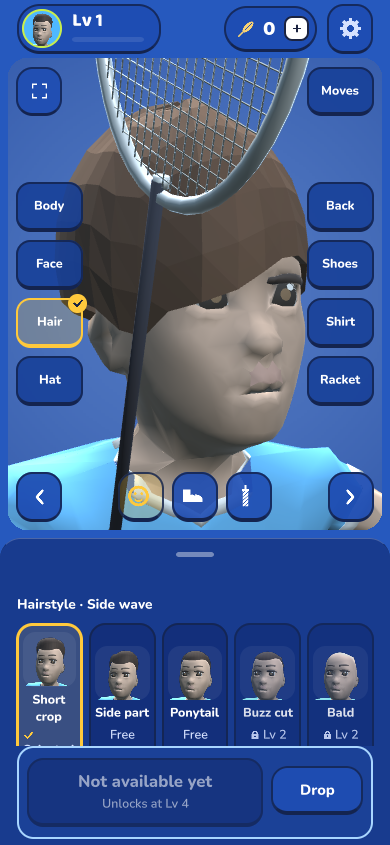 Lv 1
0
+
Moves
Body
Back
Face
Shoes
Hair
Shirt
Hat
Racket
Hairstyle · Side wave
Short crop
Side part
Free
Ponytail
Free
Buzz cut
Lv 2
Bald
Lv 2
Not available yet
Unlocks at Lv 4
Drop